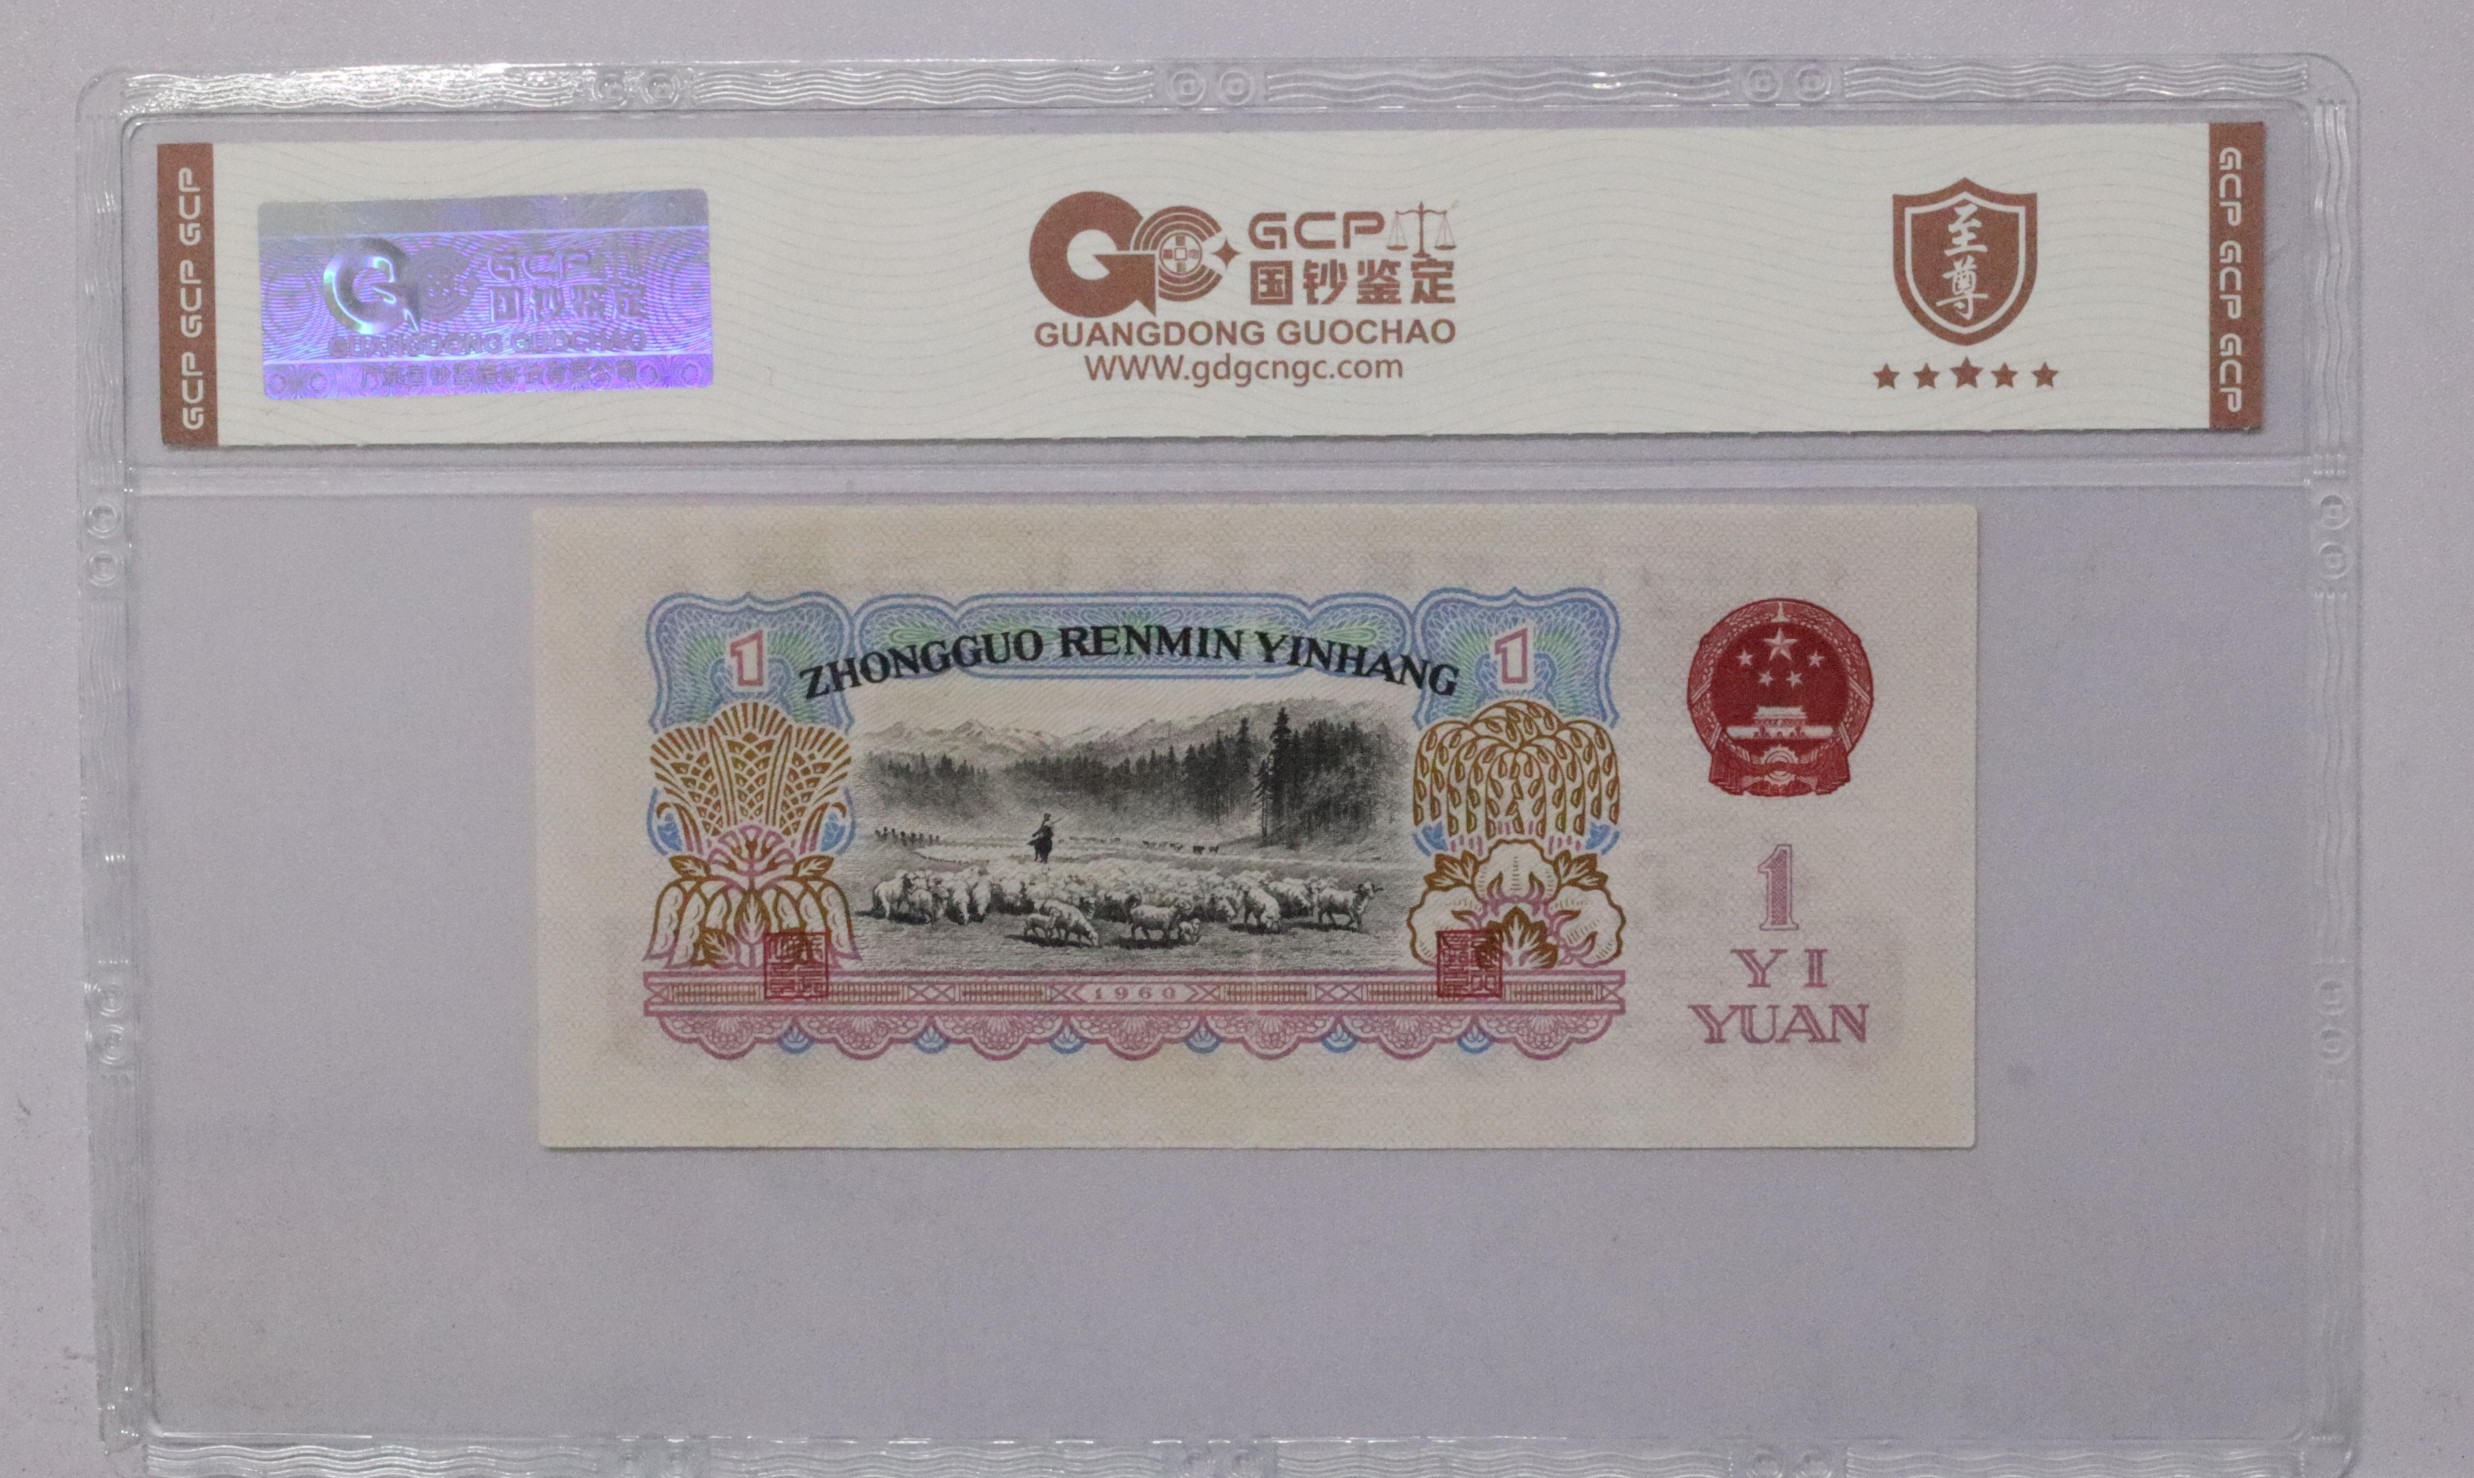 GCP GCP GCP
GCP
国钞鉴定
GUANGDONG GUOCHAO
GCP
国钞鉴定
GUANGDONG GUOCHAO
WWW.gdgcngc.com
至尊
GCP GCP GCP
1
ZHONGGUO RENMIN YINHANG
1
1960
1
YI
YUAN